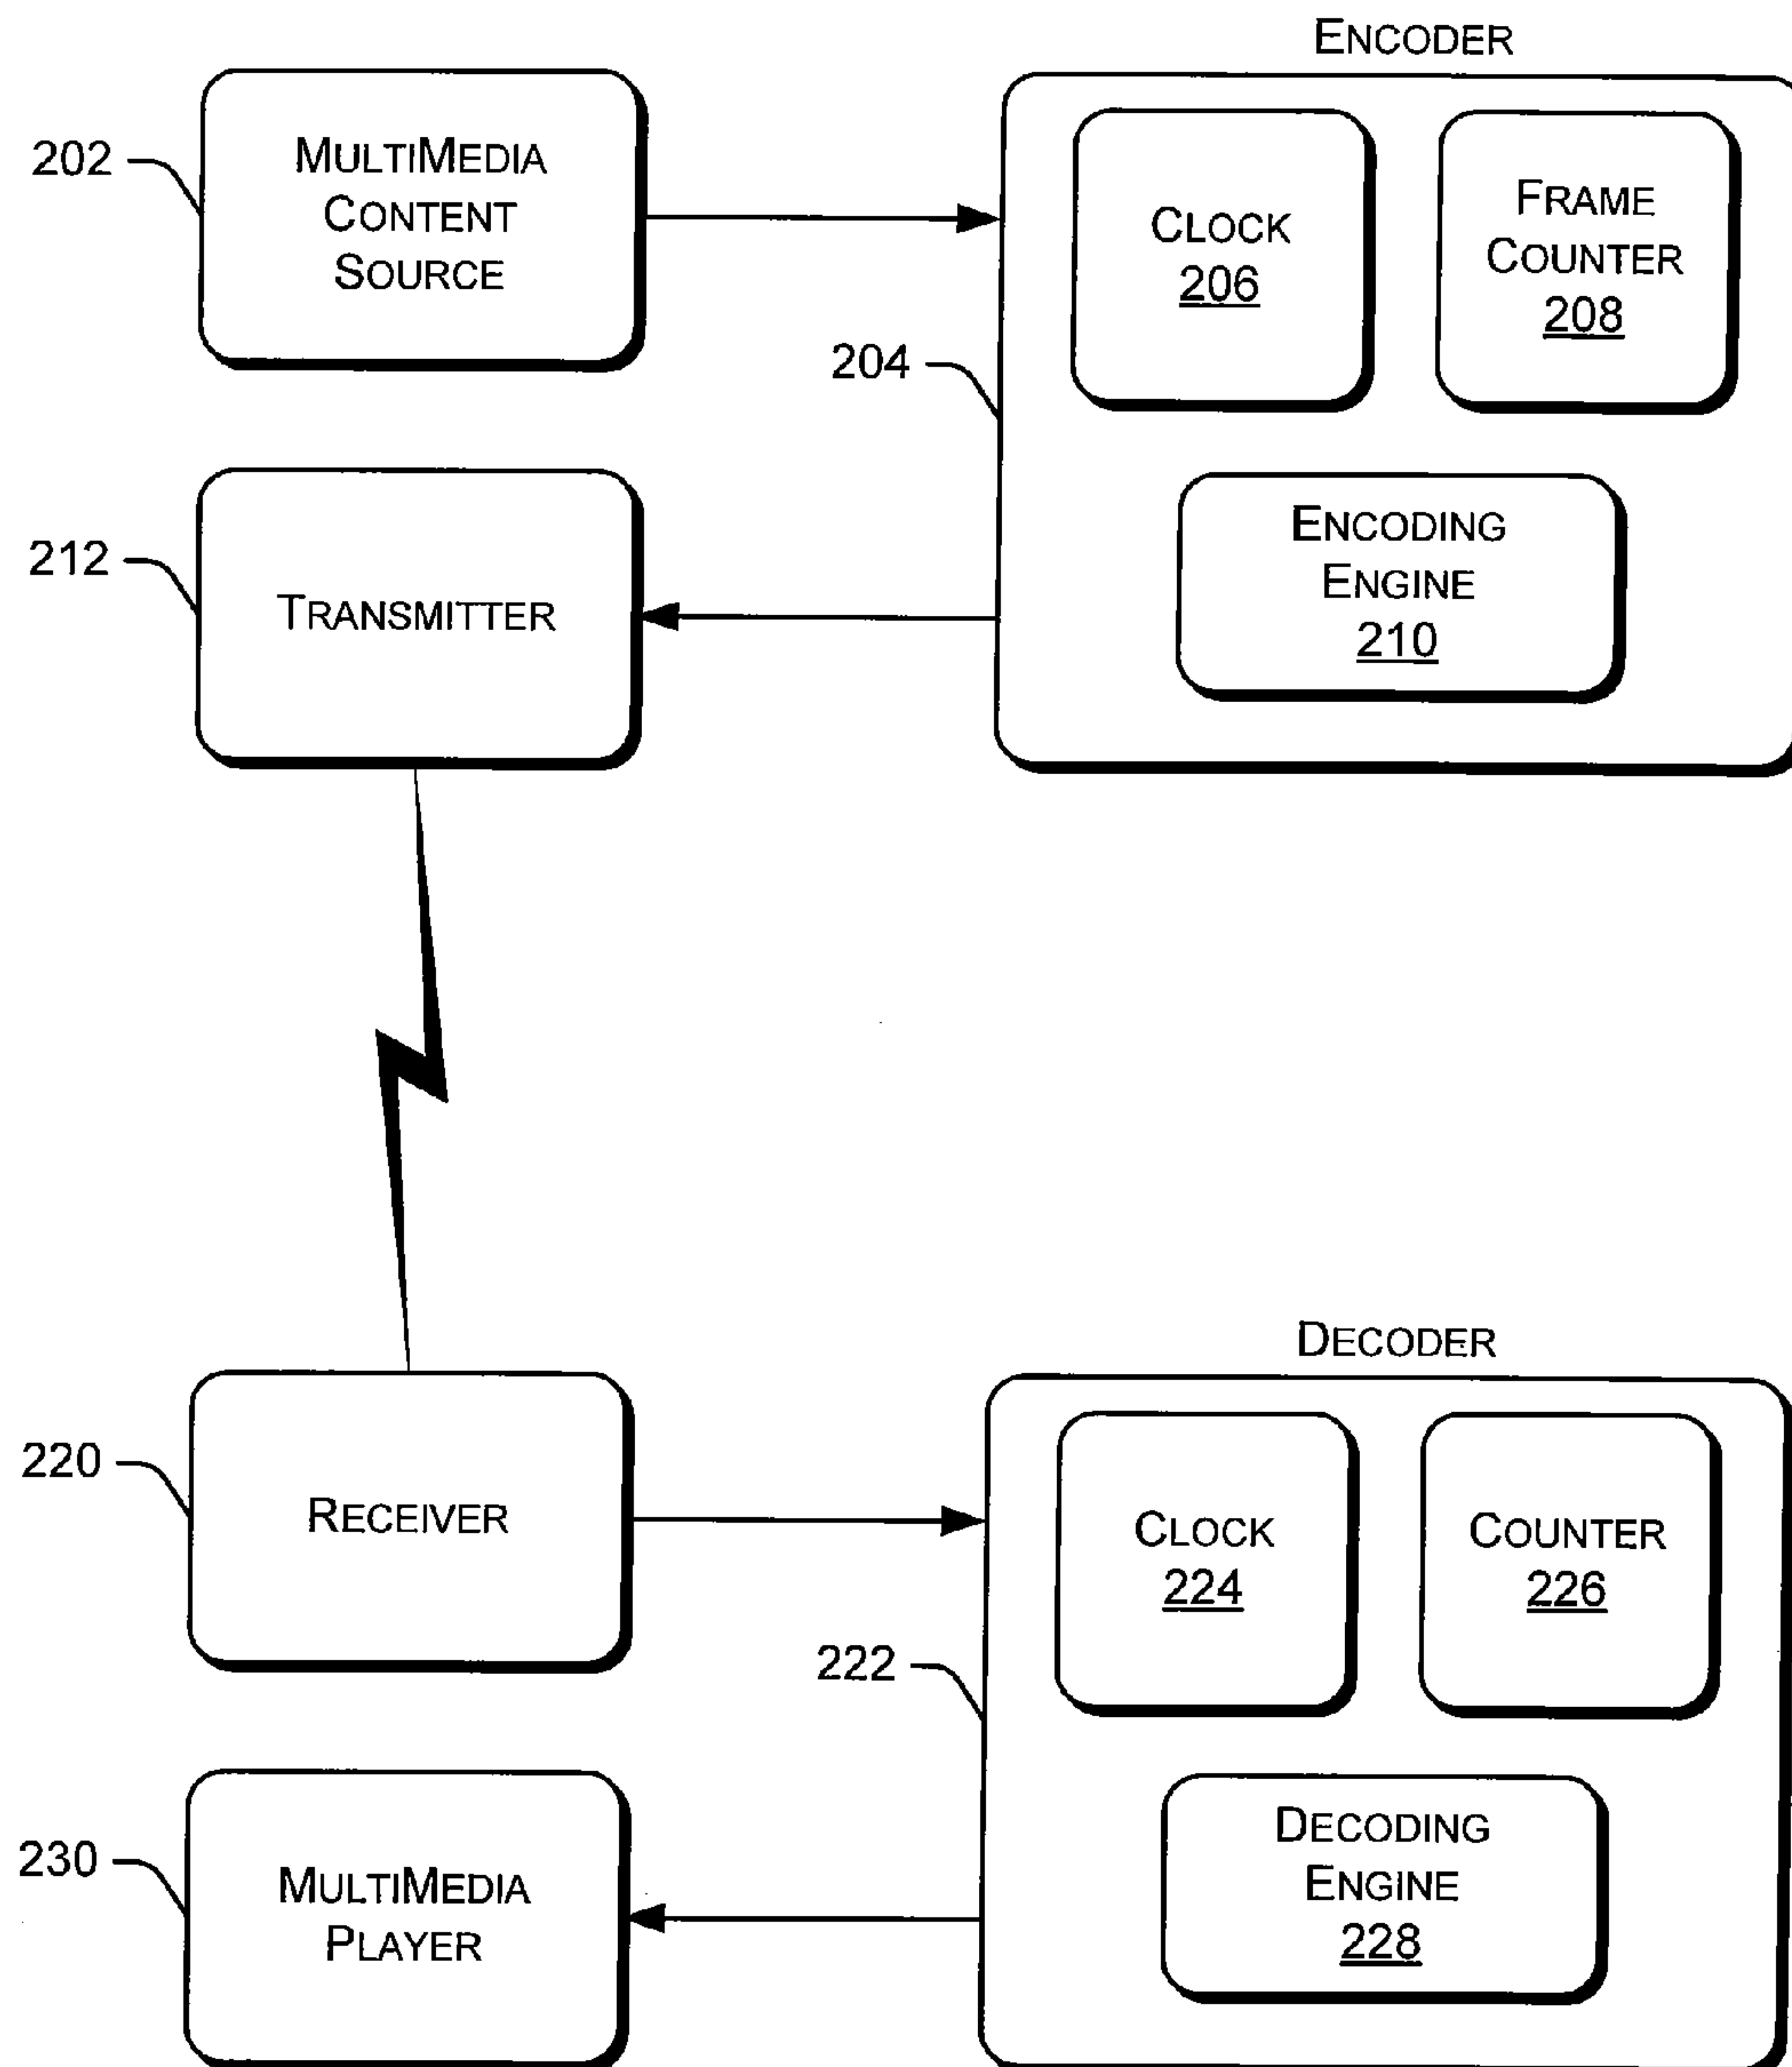 ENCODER
202
MULTIMEDIA
CONTENT
SOURCE
204
CLOCK
206
FRAME
COUNTER
208
ENCODING
ENGINE
210
212
TRANSMITTER
220
RECEIVER
DECODER
222
CLOCK
224
COUNTER
226
DECODING
ENGINE
228
230
MULTIMEDIA
PLAYER